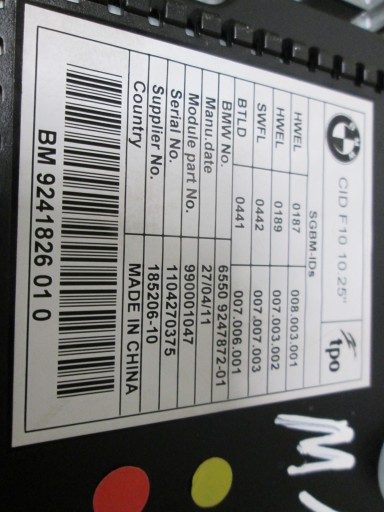 BMW
CID F10 10.25"
tpo
SGBM-IDs
HWEL 0187 008.003.001
HWEL 0189 007.003.002
SWFL 0442 007.007.003
BTLD 0441 007.006.001
BMW No. 6550 9247872-01
Manu.date 27/04/11
Module part No. 990001047
Serial No. 1104270375
Supplier No. 185206-10
Country MADE IN CHINA
BM 9241826 01 0
M